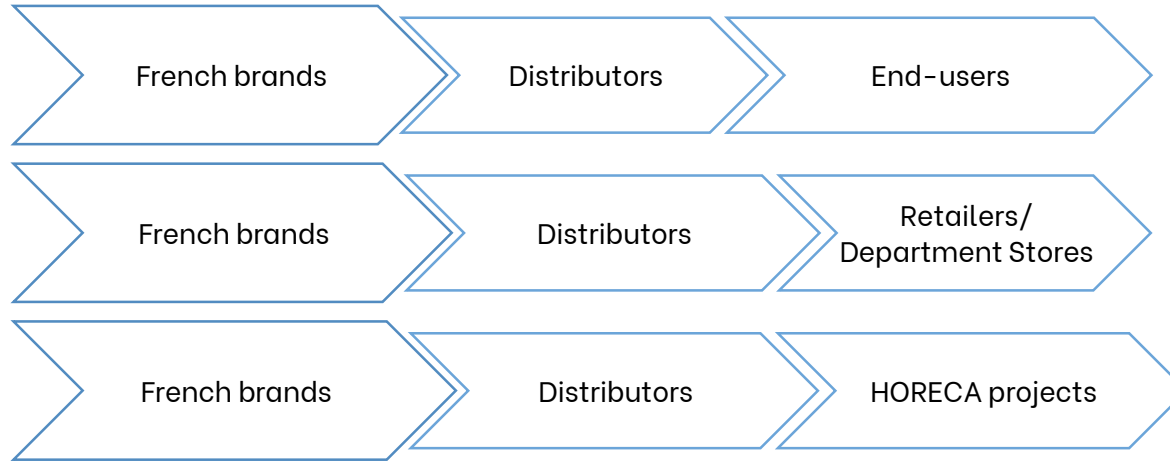 French brands
Distributors
End-users
French brands
Distributors
Retailers/
Department Stores
French brands
Distributors
HORECA projects